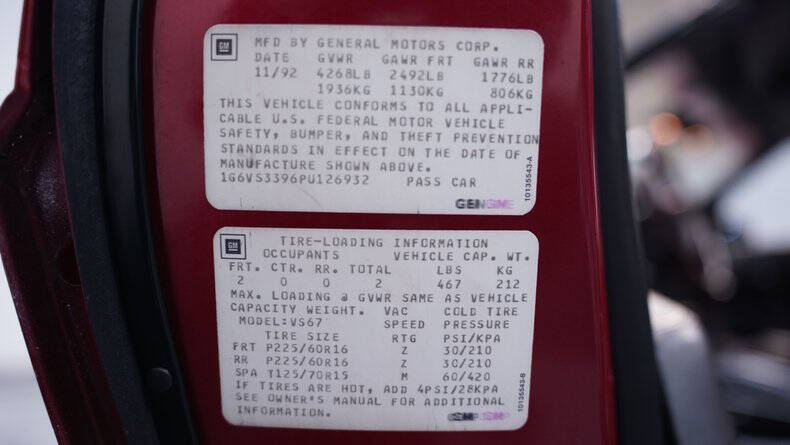 GM
MFD BY GENERAL MOTORS CORP.
DATE GVWR GAWR FRT GAWR RR
11/92 4268LB 2492LB 1776LB
1936KG 1130KG 806KG
THIS VEHICLE CONFORMS TO ALL APPLI-
CABLE U.S. FEDERAL MOTOR VEHICLE
SAFETY, BUMPER, AND THEFT PREVENTION
STANDARDS IN EFFECT ON THE DATE OF
MANUFACTURE SHOWN ABOVE.
1G6VS3396PU126932 PASS CAR
10135543-A
GM
TIRE-LOADING INFORMATION
OCCUPANTS VEHICLE CAP. WT.
FRT. CTR. RR. TOTAL LBS KG
2 0 0 2 467 212
MAX. LOADING @ GVWR SAME AS VEHICLE
CAPACITY WEIGHT. VAC COLD TIRE
MODEL:VS67 SPEED PRESSURE
TIRE SIZE RTG PSI/KPA
FRT P225/60R16 Z 30/210
RR P225/60R16 Z 30/210
SPA T125/70R15 M 60/420
IF TIRES ARE HOT, ADD 4PSI/28KPA
SEE OWNER'S MANUAL FOR ADDITIONAL
INFORMATION.
10135543-B